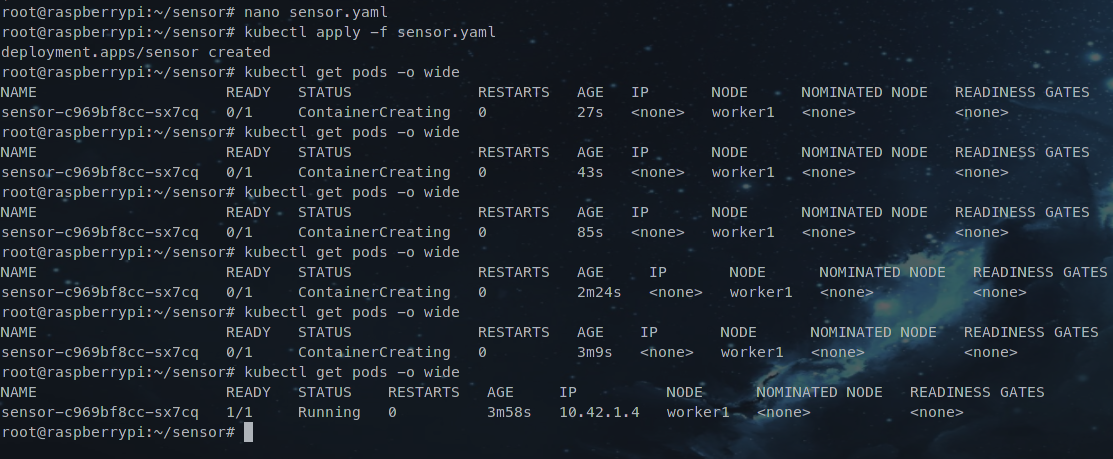 root@raspberrypi:~/sensor# nano sensor.yaml
root@raspberrypi:~/sensor# kubectl apply -f sensor.yaml
deployment.apps/sensor created
root@raspberrypi:~/sensor# kubectl get pods -o wide
NAME                     READY   STATUS              RESTARTS   AGE   IP       NODE      NOMINATED NODE   READINESS GATES
sensor-c969bf8cc-sx7cq   0/1     ContainerCreating   0          27s   <none>   worker1   <none>           <none>
root@raspberrypi:~/sensor# kubectl get pods -o wide
NAME                     READY   STATUS              RESTARTS   AGE   IP       NODE      NOMINATED NODE   READINESS GATES
sensor-c969bf8cc-sx7cq   0/1     ContainerCreating   0          43s   <none>   worker1   <none>           <none>
root@raspberrypi:~/sensor# kubectl get pods -o wide
NAME                     READY   STATUS              RESTARTS   AGE   IP       NODE      NOMINATED NODE   READINESS GATES
sensor-c969bf8cc-sx7cq   0/1     ContainerCreating   0          85s   <none>   worker1   <none>           <none>
root@raspberrypi:~/sensor# kubectl get pods -o wide
NAME                     READY   STATUS              RESTARTS   AGE     IP       NODE      NOMINATED NODE   READINESS GATES
sensor-c969bf8cc-sx7cq   0/1     ContainerCreating   0          2m24s   <none>   worker1   <none>           <none>
root@raspberrypi:~/sensor# kubectl get pods -o wide
NAME                     READY   STATUS              RESTARTS   AGE    IP       NODE      NOMINATED NODE   READINESS GATES
sensor-c969bf8cc-sx7cq   0/1     ContainerCreating   0          3m9s   <none>   worker1   <none>           <none>
root@raspberrypi:~/sensor# kubectl get pods -o wide
NAME                     READY   STATUS    RESTARTS   AGE     IP          NODE      NOMINATED NODE   READINESS GATES
sensor-c969bf8cc-sx7cq   1/1     Running   0          3m58s   10.42.1.4   worker1   <none>           <none>
root@raspberrypi:~/sensor#